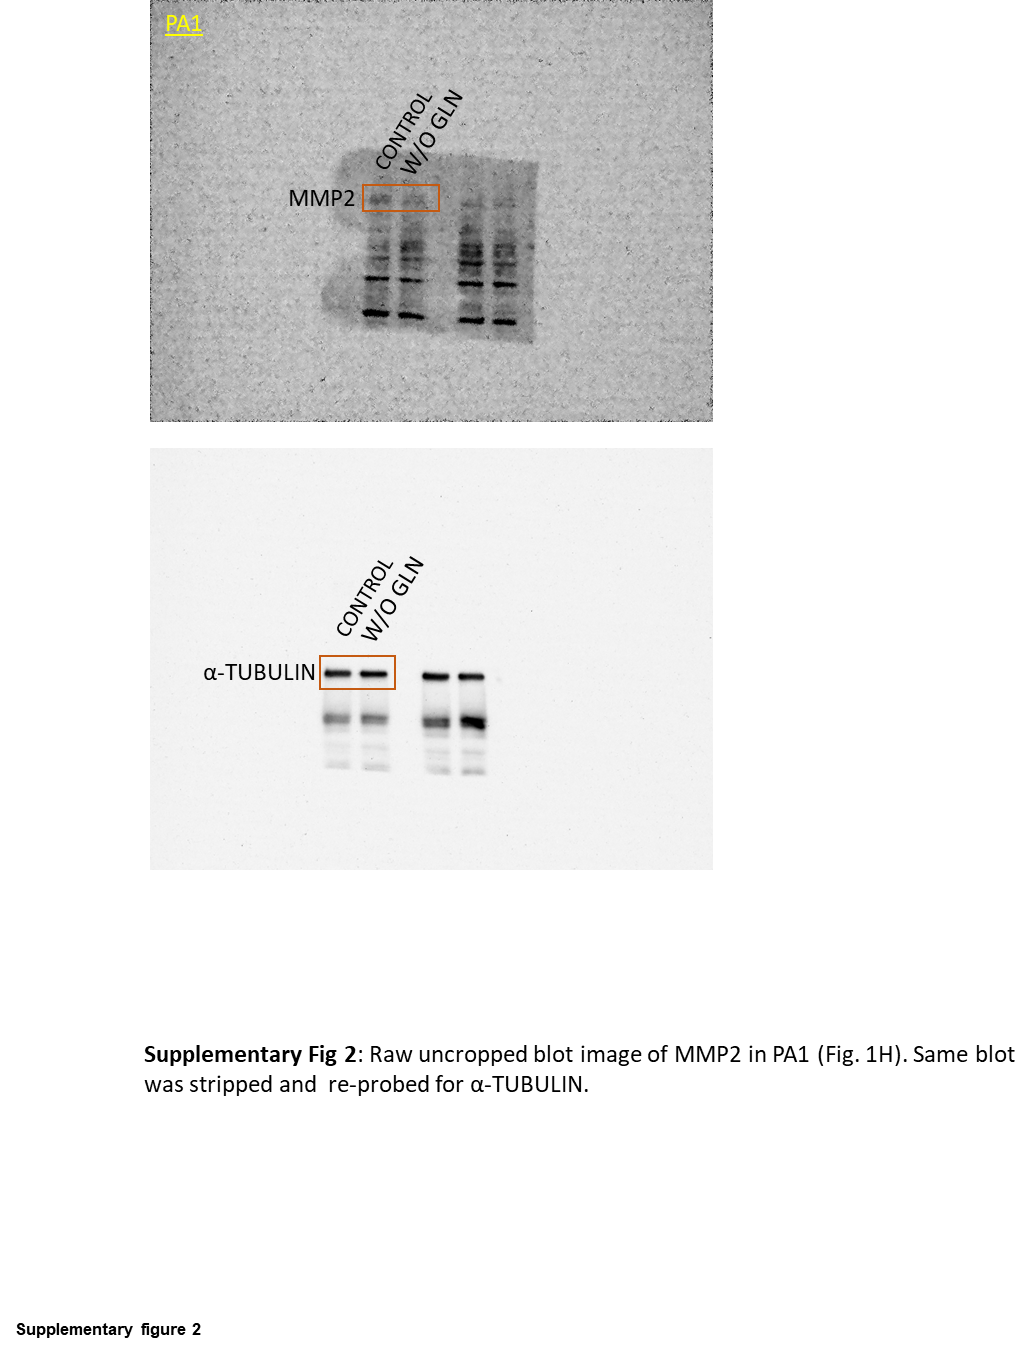 PA1
CONTROL
W/O GLN
MMP2
CONTROL
W/O GLN
α-TUBULIN
Supplementary Fig 2: Raw uncropped blot image of MMP2 in PA1 (Fig. 1H). Same blot
was stripped and  re-probed for α-TUBULIN.
Supplementary figure 2